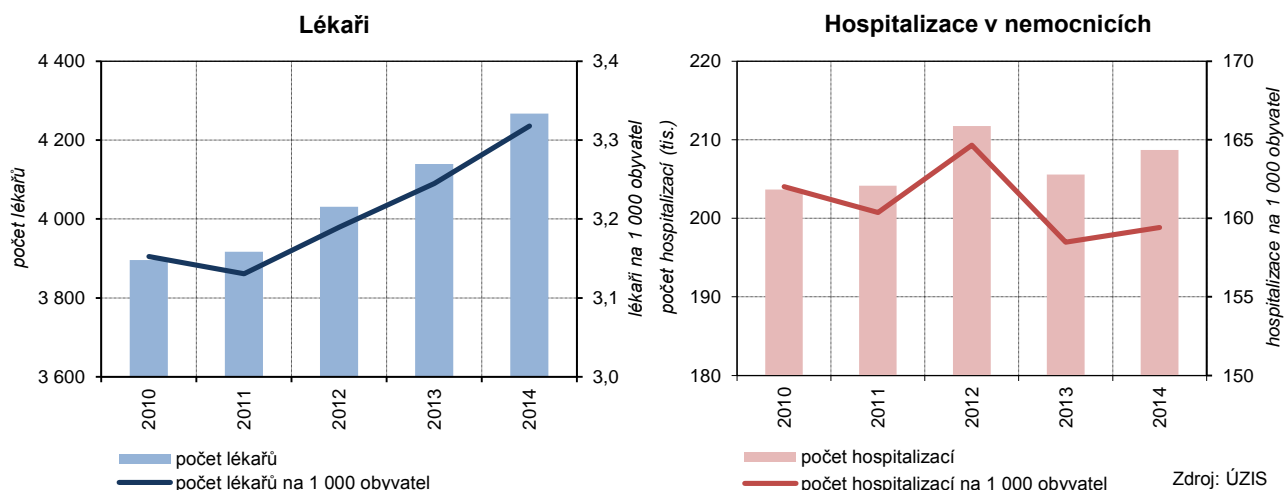 Lékaři
4 400
4 200
4 000
3 800
3 600
počet lékařů
3,4
3,3
3,2
3,1
3,0
lékaři na 1 000 obyvatel
2010
2011
2012
2013
2014
počet lékařů
počet lékařů na 1 000 obyvatel
Hospitalizace v nemocnicích
220
210
200
190
180
počet hospitalizací (tis.)
170
165
160
155
150
hospitalizace na 1 000 obyvatel
2010
2011
2012
2013
2014
počet hospitalizací
počet hospitalizací na 1 000 obyvatel
Zdroj: ÚZIS